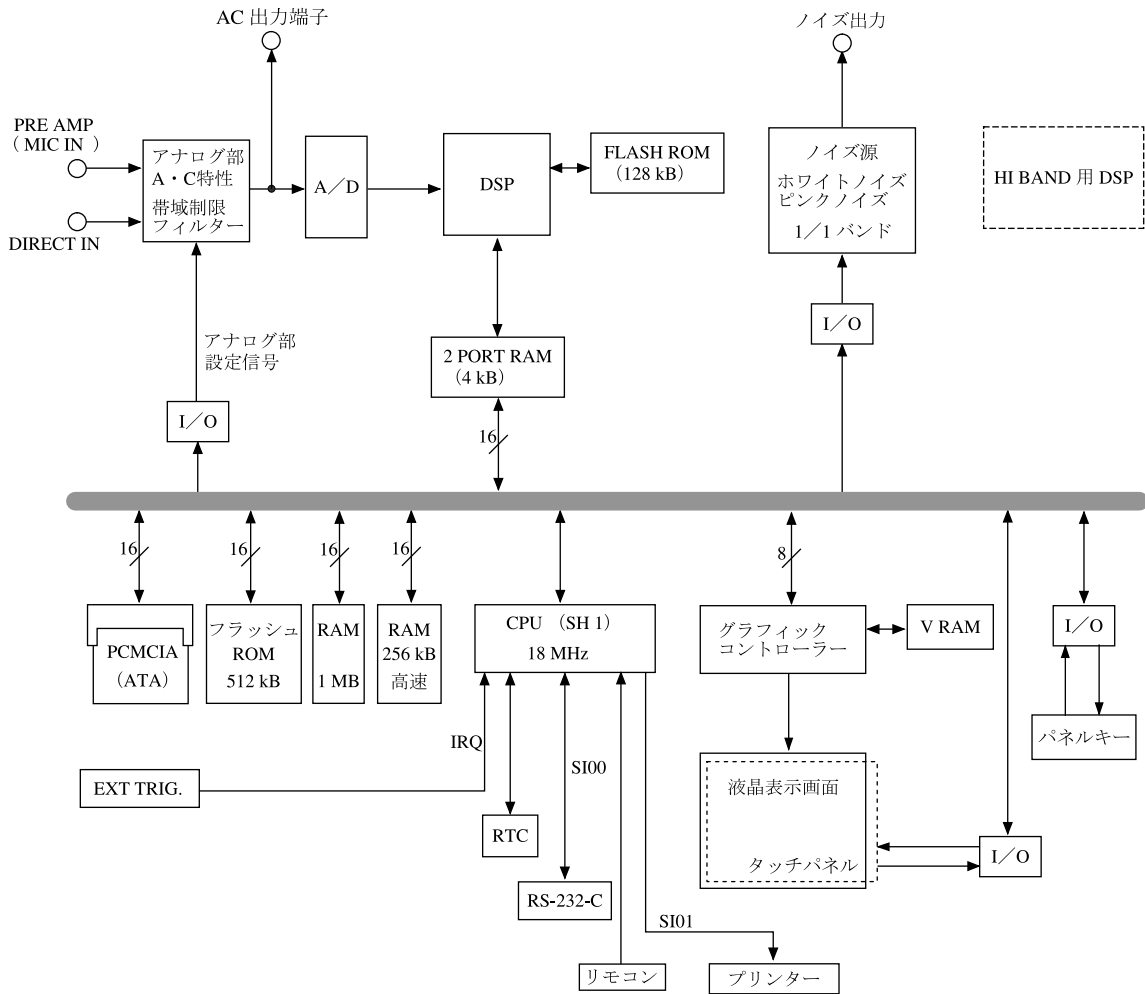 AC 出力端子
ノイズ出力
PRE AMP
( MIC IN )
DIRECT IN
アナログ部
A・C特性
帯域制限
フィルター
A／D
DSP
FLASH ROM
(128 kB)
ノイズ源
ホワイトノイズ
ピンクノイズ
1／1 バンド
HI BAND 用 DSP
アナログ部
設定信号
I／O
2 PORT RAM
(4 kB)
I／O
16
16
16
16
16
8
PCMCIA
(ATA)
フラッシュ
ROM
512 kB
RAM
1 MB
RAM
256 kB
高速
CPU (SH 1)
18 MHz
グラフィック
コントローラー
V RAM
I／O
パネルキー
IRQ
SI00
EXT TRIG.
RTC
RS-232-C
液晶表示画面
タッチパネル
I／O
SI01
リモコン
プリンター